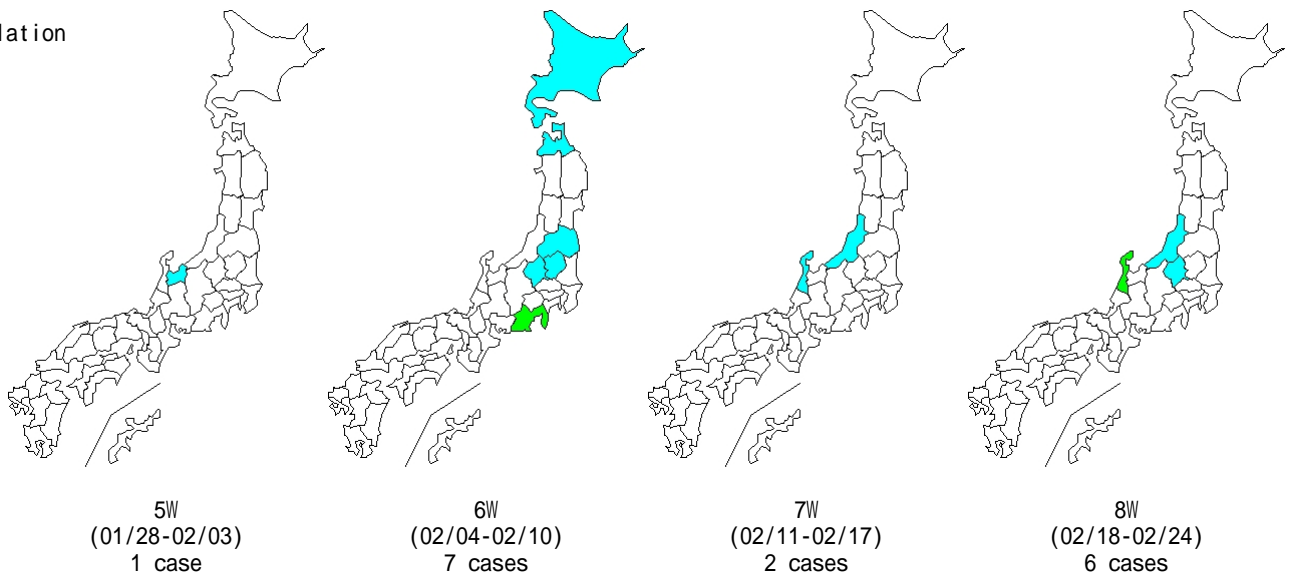 lation
5W
(01/28-02/03)
1 case
6W
(02/04-02/10)
7 cases
7W
(02/11-02/17)
2 cases
8W
(02/18-02/24)
6 cases